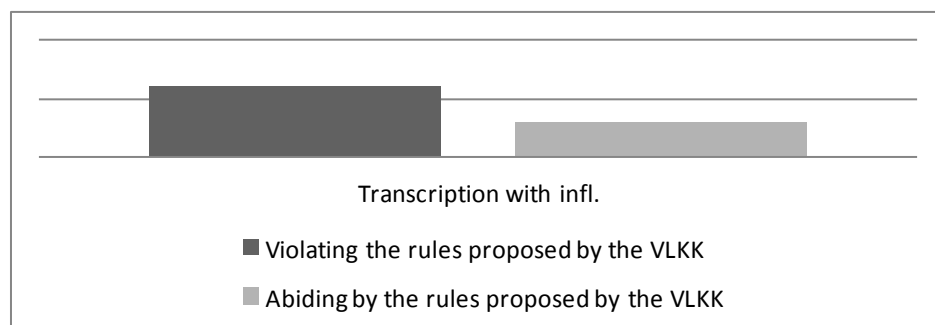 Transcription with infl.
Violating the rules proposed by the VLKK
Abiding by the rules proposed by the VLKK